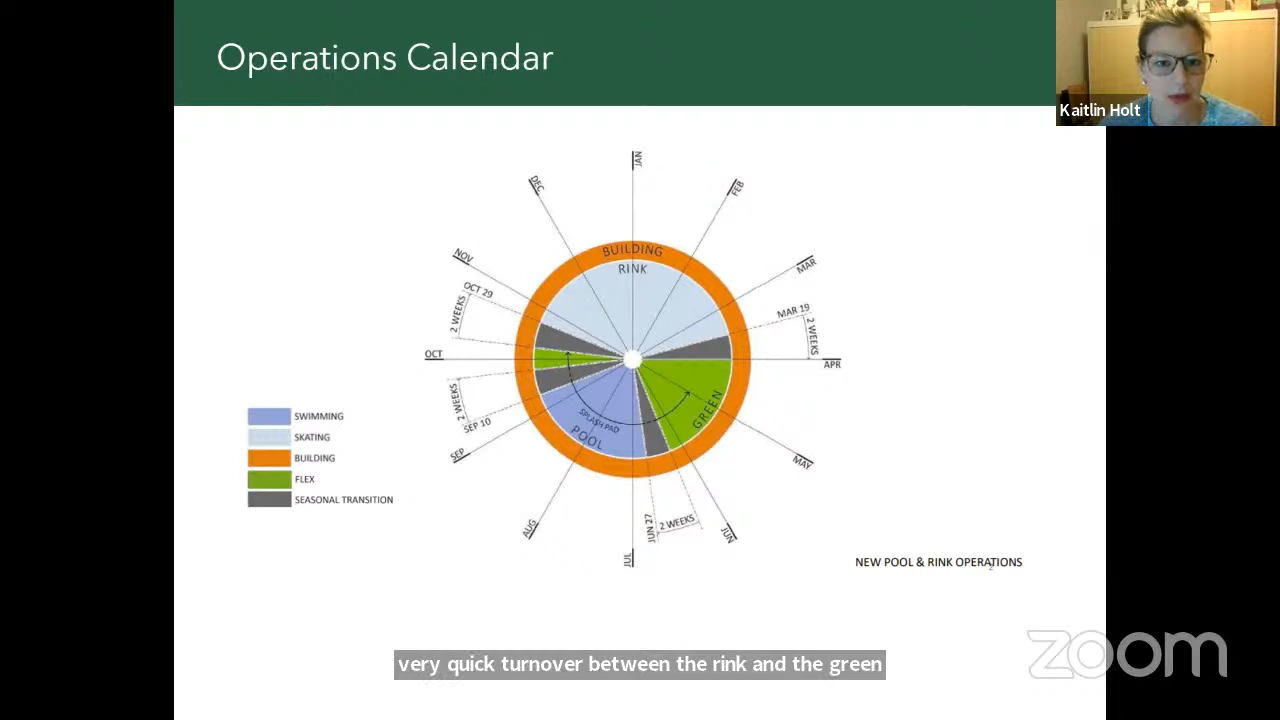 Operations Calendar
Kaitlin Holt
JAN
DEC
FEB
NOV
MAR
BUILDING
RINK
OCT 29
2 WEEKS
MAR 19
2 WEEKS
OCT
APR
2 WEEKS
SEP 10
SEP
SPLASH PAD
POOL
GREEN
MAY
SWIMMING
SKATING
BUILDING
FLEX
SEASONAL TRANSITION
AUG
JUL
JUN 27
2 WEEKS
JUN
NEW POOL & RINK OPERATIONS
2
very quick turnover between the rink and the green
zoom